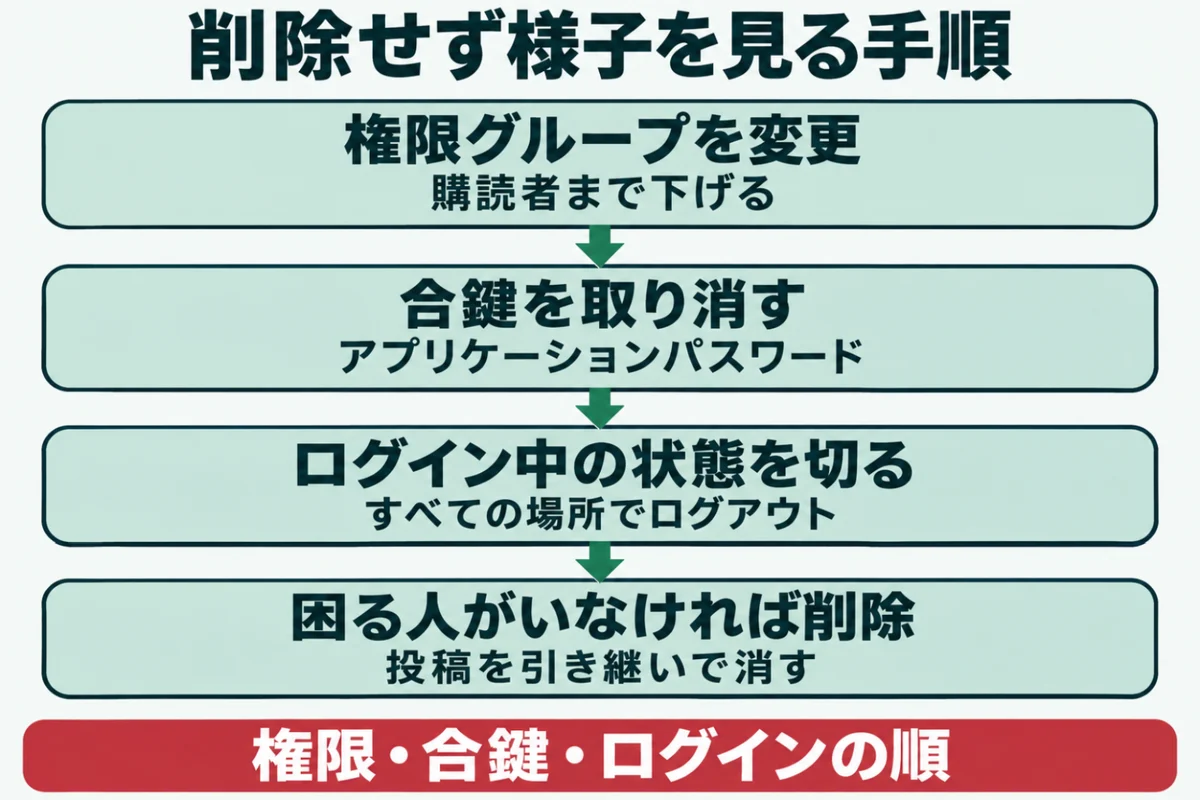 削除せず様子を見る手順
権限グループを変更
購読者まで下げる
合鍵を取り消す
アプリケーションパスワード
ログイン中の状態を切る
すべての場所でログアウト
困る人がいなければ削除
投稿を引き継いで消す
権限・合鍵・ログインの順